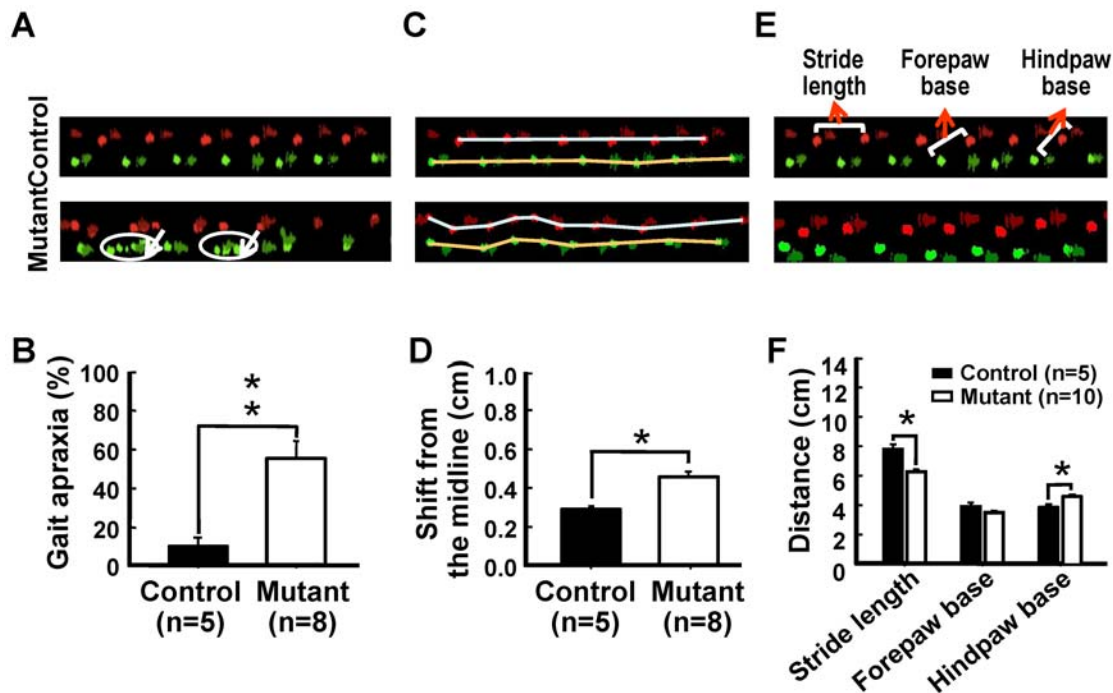 A
Control
Mutant
B
Gait apraxia (%)
100
80
60
40
20
0
*
*
Control
(n=5)
Mutant
(n=8)
C
D
Shift from
the midline (cm)
1.0
0.8
0.6
0.4
0.2
0.0
*
Control
(n=5)
Mutant
(n=8)
E
Stride
length
Forepaw
base
Hindpaw
base
F
Distance (cm)
14
12
10
8
6
4
2
0
Control (n=5)
Mutant (n=10)
*
*
Stride length
Forepaw base
Hindpaw base